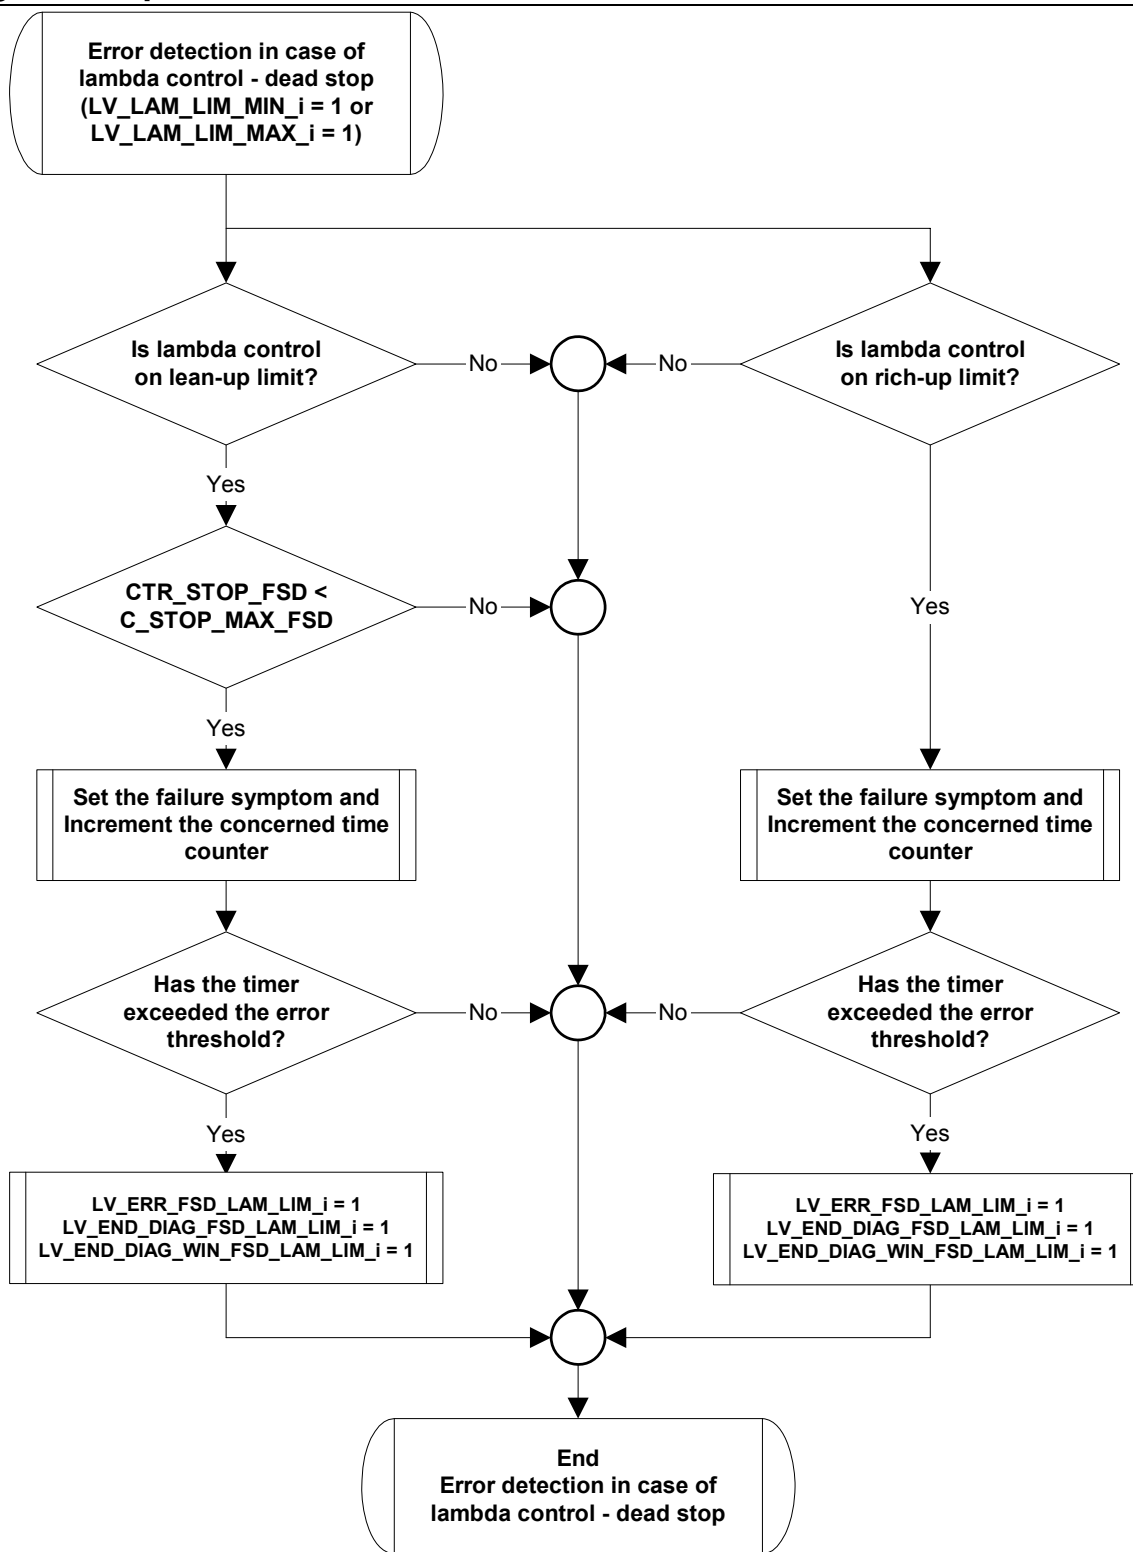 Error detection in case of
lambda control - dead stop
(LV_LAM_LIM_MIN_i = 1 or
LV_LAM_LIM_MAX_i = 1)
Is lambda control
on lean-up limit?
No
No
Is lambda control
on rich-up limit?
Yes
CTR_STOP_FSD <
C_STOP_MAX_FSD
No
Yes
Yes
Set the failure symptom and
Increment the concerned time
counter
Set the failure symptom and
Increment the concerned time
counter
Has the timer
exceeded the error
threshold?
No
No
Has the timer
exceeded the error
threshold?
Yes
Yes
LV_ERR_FSD_LAM_LIM_i = 1
LV_END_DIAG_FSD_LAM_LIM_i = 1
LV_END_DIAG_WIN_FSD_LAM_LIM_i = 1
LV_ERR_FSD_LAM_LIM_i = 1
LV_END_DIAG_FSD_LAM_LIM_i = 1
LV_END_DIAG_WIN_FSD_LAM_LIM_i = 1
End
Error detection in case of
lambda control - dead stop